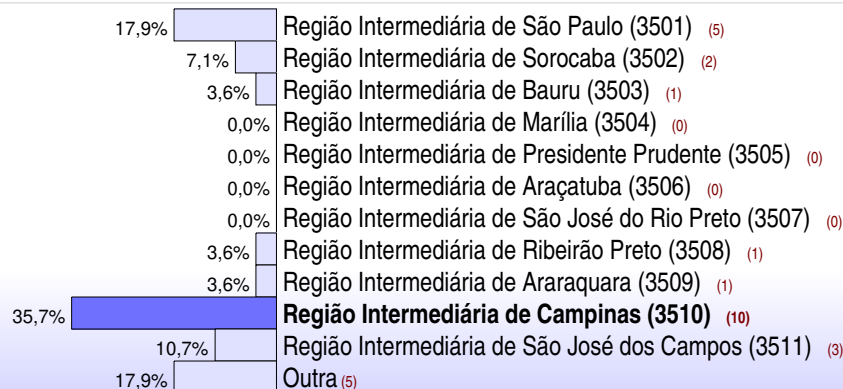 17,9% Região Intermediária de São Paulo (3501) (5)
7,1% Região Intermediária de Sorocaba (3502) (2)
3,6% Região Intermediária de Bauru (3503) (1)
0,0% Região Intermediária de Marília (3504) (0)
0,0% Região Intermediária de Presidente Prudente (3505) (0)
0,0% Região Intermediária de Araçatuba (3506) (0)
0,0% Região Intermediária de São José do Rio Preto (3507) (0)
3,6% Região Intermediária de Ribeirão Preto (3508) (1)
3,6% Região Intermediária de Araraquara (3509) (1)
35,7% Região Intermediária de Campinas (3510) (10)
10,7% Região Intermediária de São José dos Campos (3511) (3)
17,9% Outra (5)